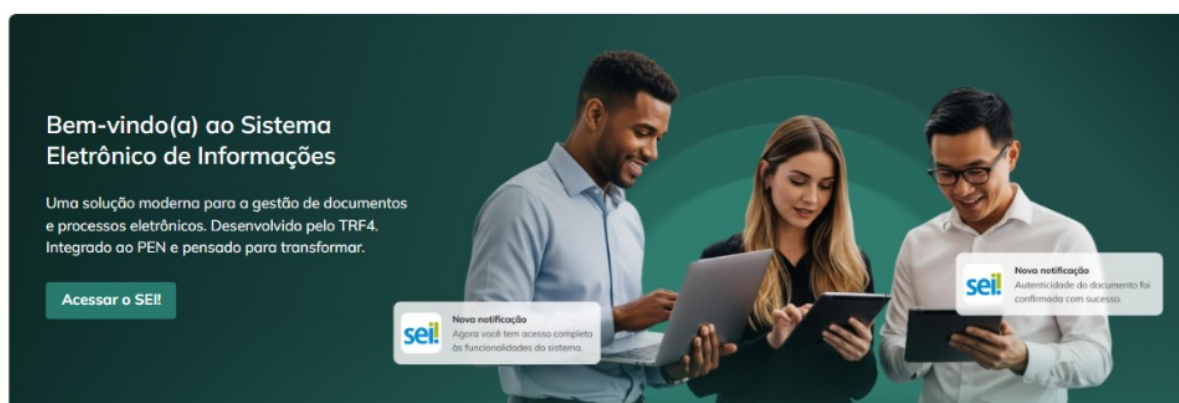 Bem-vindo(a) ao Sistema
Eletrônico de Informações
Uma solução moderna para a gestão de documentos
e processos eletrônicos. Desenvolvido pelo TRF4.
Integrado ao PEN e pensado para transformar.
Acessar o SEI!
sei!
Nova notificação
Agora você tem acesso completo
às funcionalidades do sistema.
sei!
Nova notificação
Autenticidade do documento foi
confirmada com sucesso.